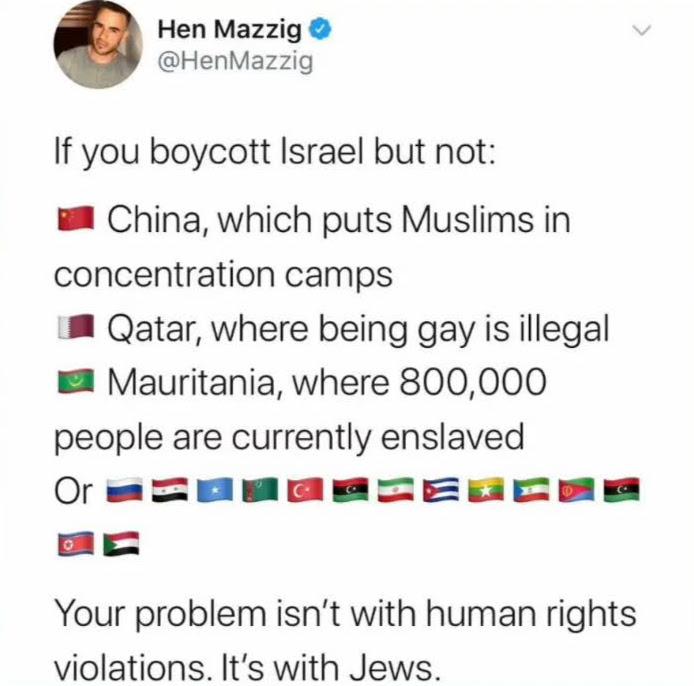 Hen Mazzig
@HenMazzig
If you boycott Israel but not:
🇨🇳 China, which puts Muslims in
concentration camps
🇶🇦 Qatar, where being gay is illegal
🇲🇷 Mauritania, where 800,000
people are currently enslaved
Or 🇷🇺 🇸🇾 🇸🇴 🇹🇲 🇹🇷 🇱🇾 🇮🇷 🇨🇺 🇲🇲 🇬🇶 🇪🇷 🇱🇾
🇰🇵 🇸🇩
Your problem isn’t with human rights
violations. It’s with Jews.